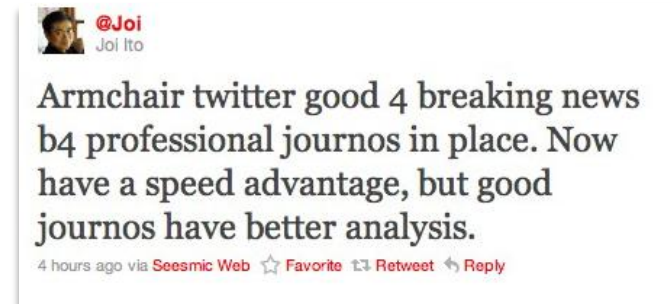 @Joi
Joi Ito
Armchair twitter good 4 breaking news
b4 professional journos in place. Now
have a speed advantage, but good
journos have better analysis.
4 hours ago via Seesmic Web Favorite Retweet Reply